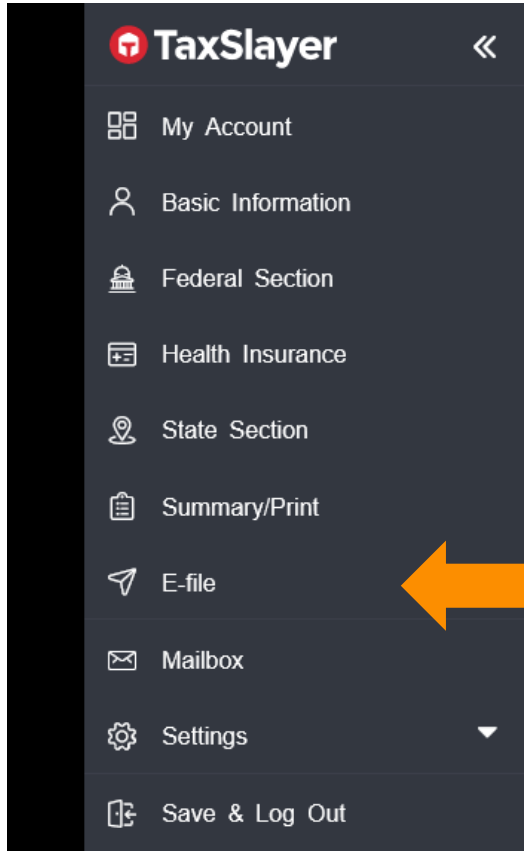 TaxSlayer
My Account
Basic Information
Federal Section
Health Insurance
State Section
Summary/Print
E-file
Mailbox
Settings
Save & Log Out